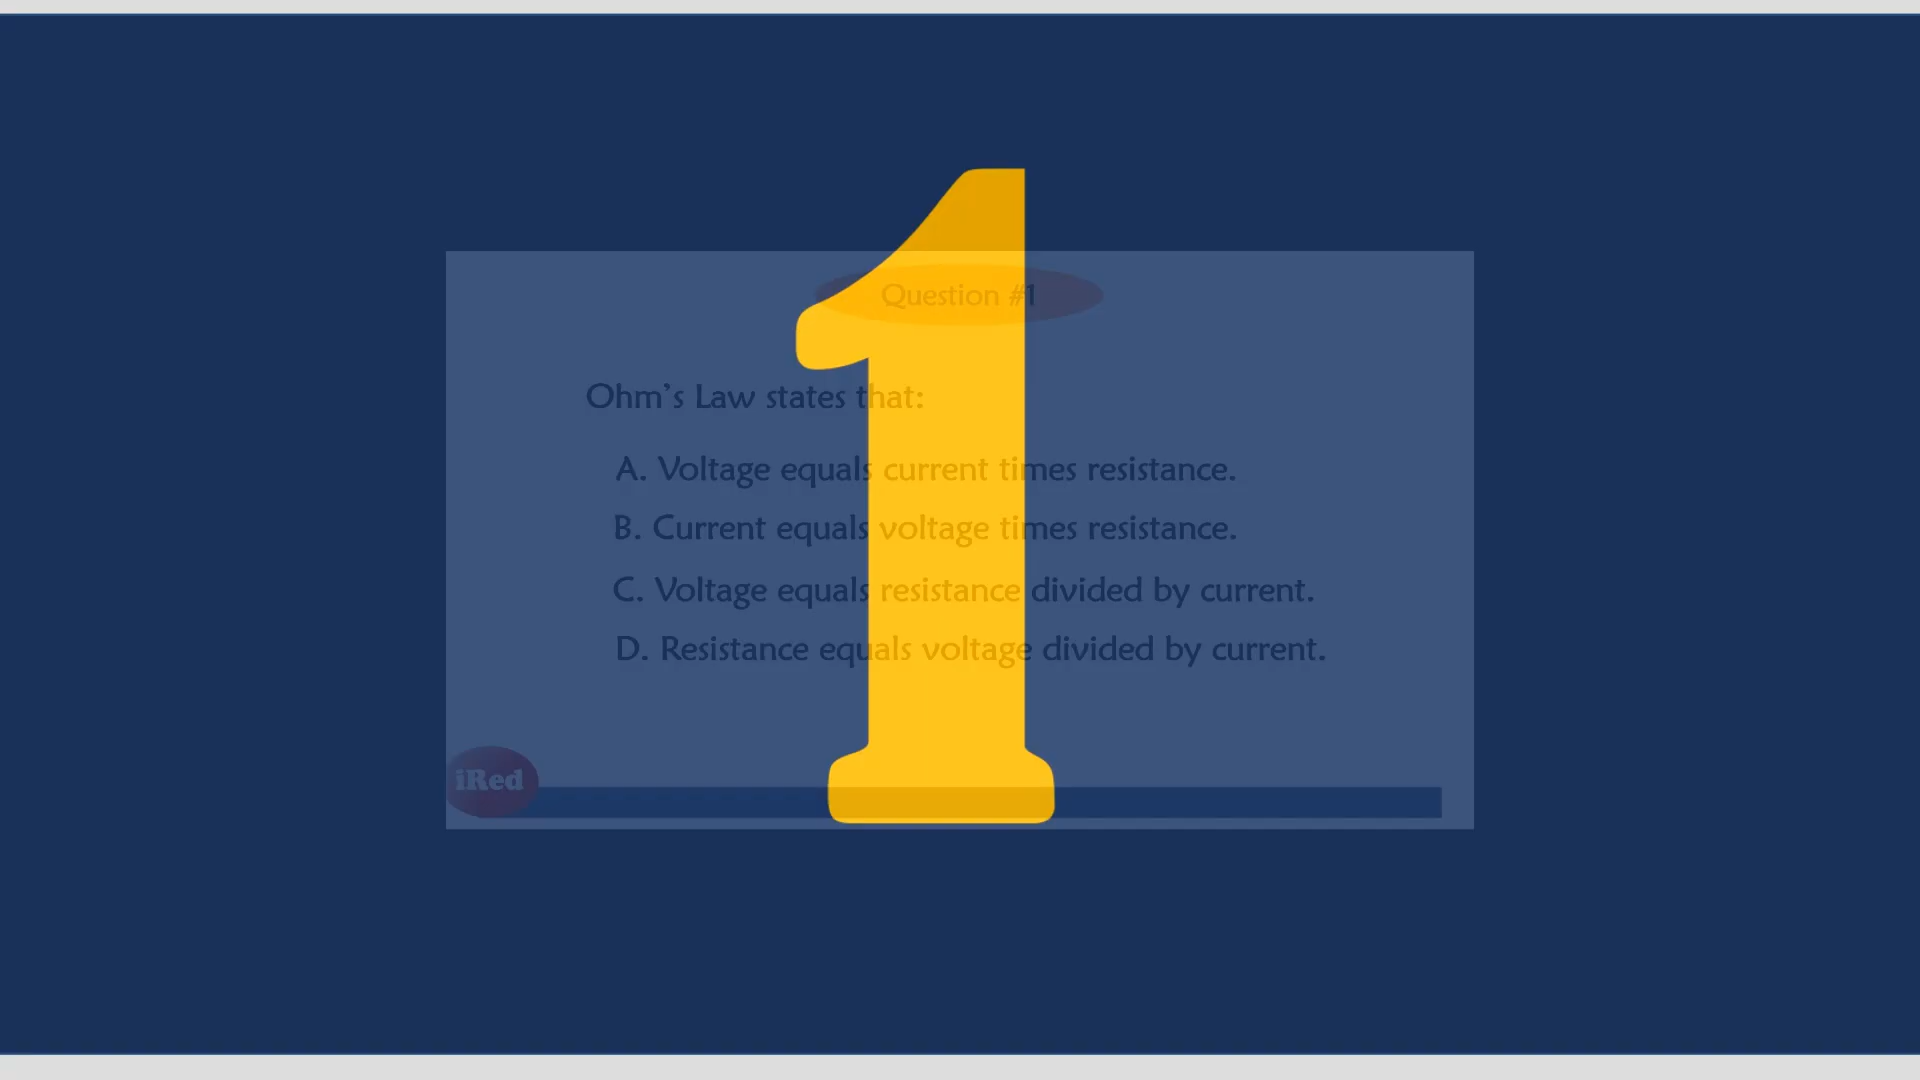 1
Question #1
Ohm's Law states that:
A. Voltage equals current times resistance.
B. Current equals voltage times resistance.
C. Voltage equals resistance divided by current.
D. Resistance equals voltage divided by current.
iRed